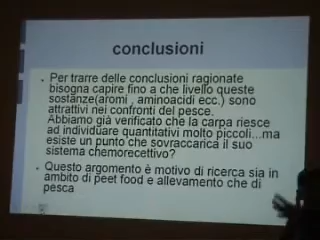 conclusioni
Per trarre delle conclusioni ragionate
bisogna capire fino a che livello queste
sostanze(aromi , aminoacidi ecc.) sono
attrattivi nei confronti del pesce.
Abbiamo già verificato che la carpa riesce
ad individuare quantitativi molto piccoli...ma
esiste un punto che sovraccarica il suo
sistema chemorecettivo?
Questo argomento è motivo di ricerca sia in
ambito di peet food e allevamento che di
pesca